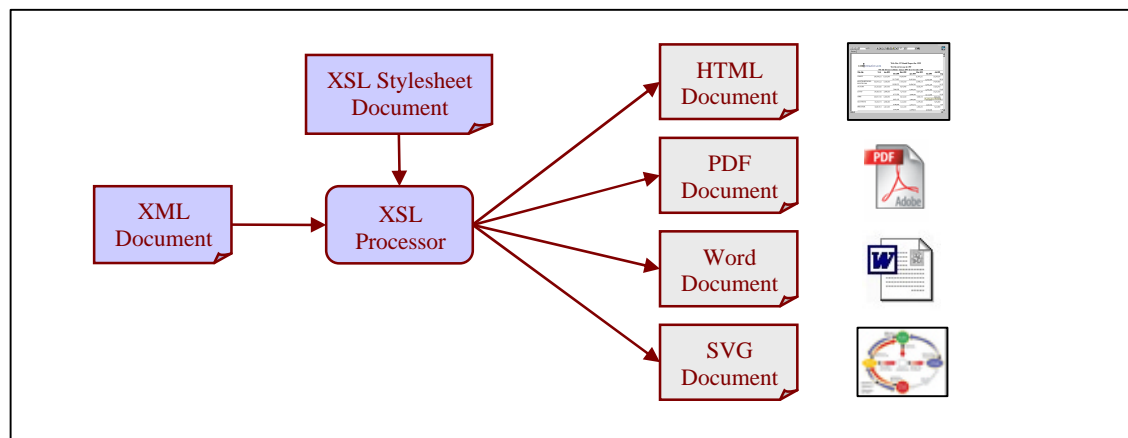 XSL Stylesheet
Document
XML
Document
XSL
Processor
HTML
Document
PDF
Document
PDF
Adobe
Word
Document
W
SVG
Document